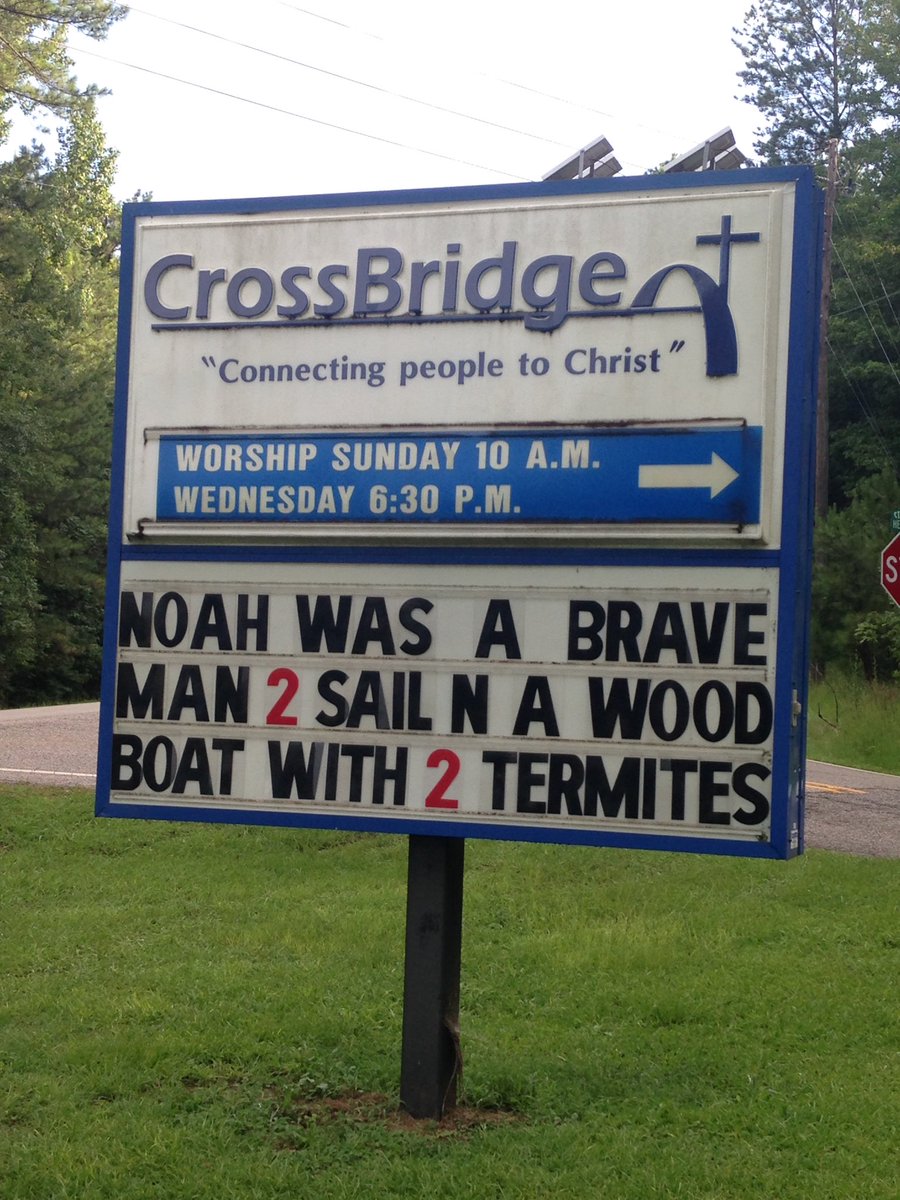 CrossBridge
"Connecting people to Christ"
WORSHIP SUNDAY 10 A.M.
WEDNESDAY 6:30 P.M.
NOAH WAS A BRAVE
MAN 2 SAIL N A WOOD
BOAT WITH 2 TERMITES